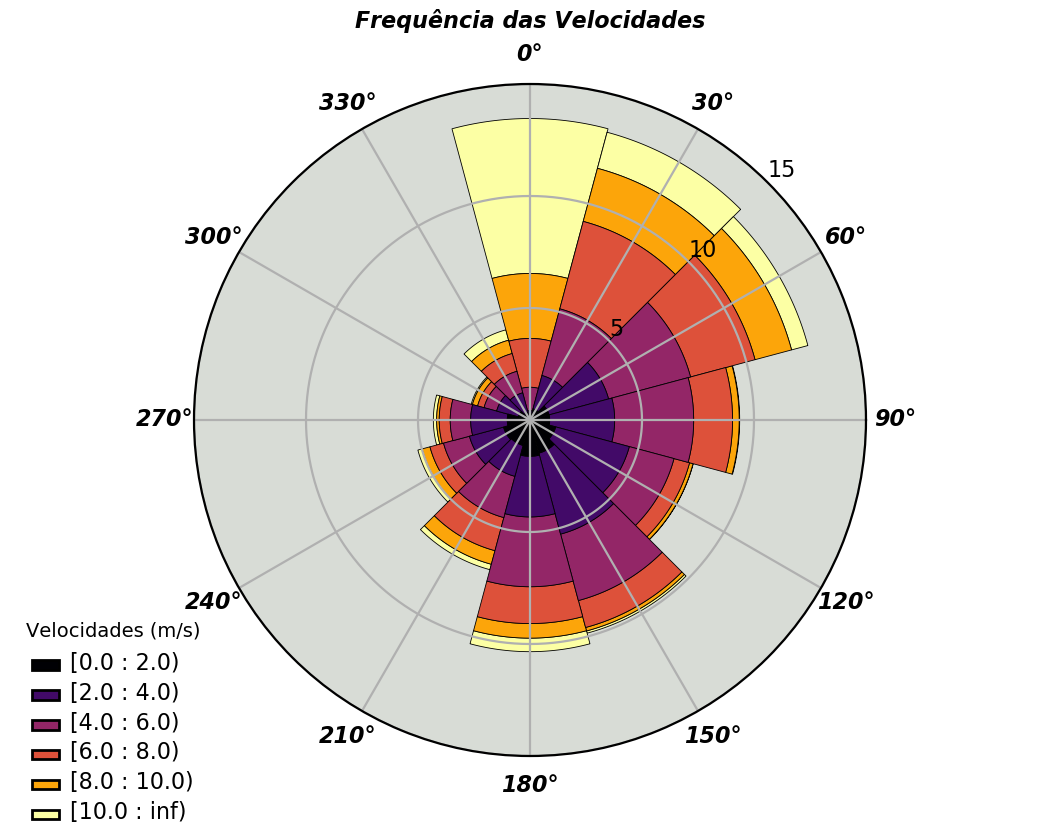 Frequência das Velocidades
0°
330°
30°
15
300°
60°
10
5
270°
90°
240°
120°
210°
150°
180°
Velocidades (m/s)
[0.0 : 2.0)
[2.0 : 4.0)
[4.0 : 6.0)
[6.0 : 8.0)
[8.0 : 10.0)
[10.0 : inf)